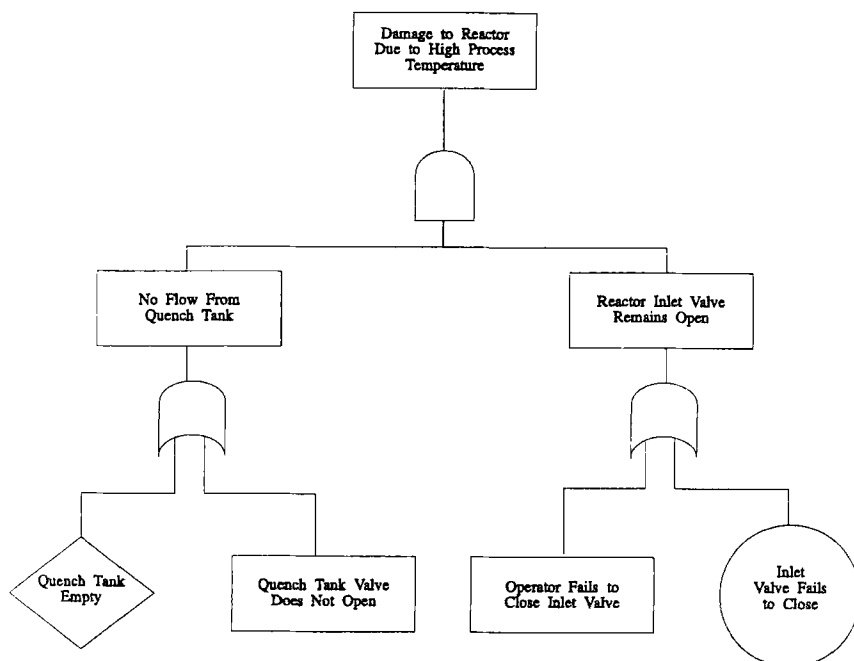 Damage to Reactor
Due to High Process
Temperature
No Flow From
Quench Tank
Reactor Inlet Valve
Remains Open
Quench Tank
Empty
Quench Tank Valve
Does Not Open
Operator Fails to
Close Inlet Valve
Inlet
Valve Fails
to Close